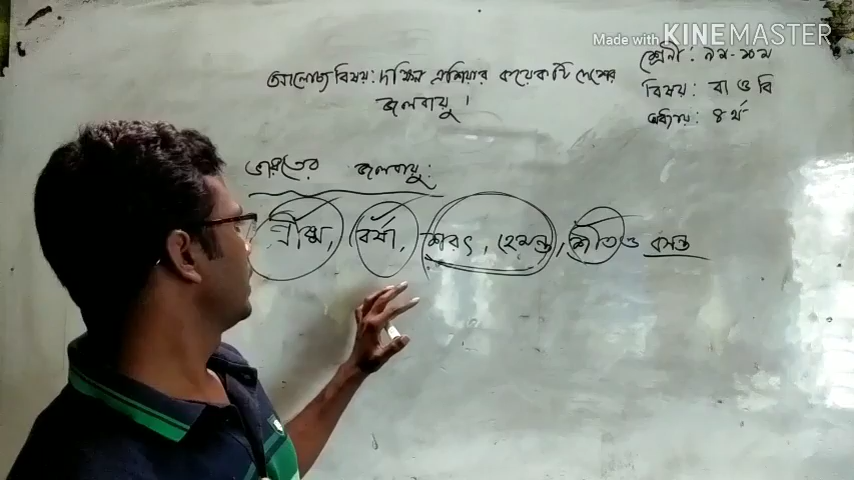 Made with KINEMASTER
শ্রেনী: ৯ম-১০ম
আলোচ্য বিষয়: দক্ষিন এশিয়ার কয়েকটি দেশের
জলবায়ু।
বিষয়: বা ও বি
অধ্যায়: ৪র্থ
ভারতের জলবায়ু:
গ্রীষ্ম, বর্ষা, শরৎ, হেমন্ত, শীত ও বসন্ত